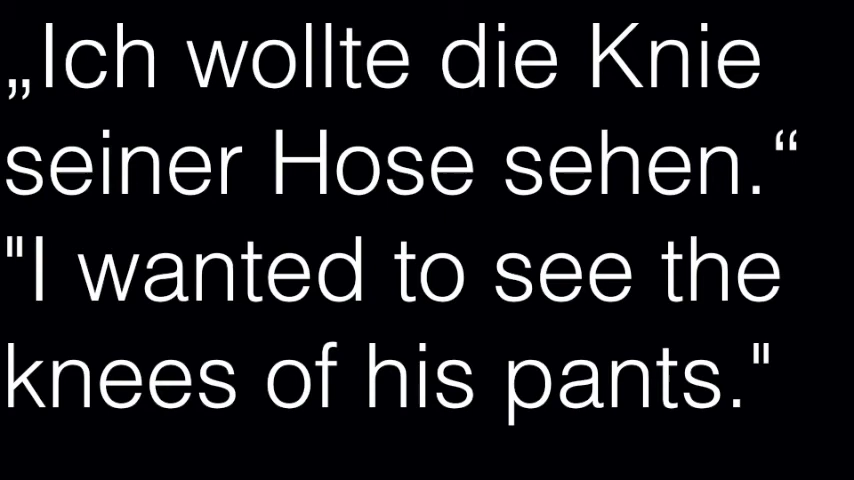 „Ich wollte die Knie
seiner Hose sehen.“
"I wanted to see the
knees of his pants."